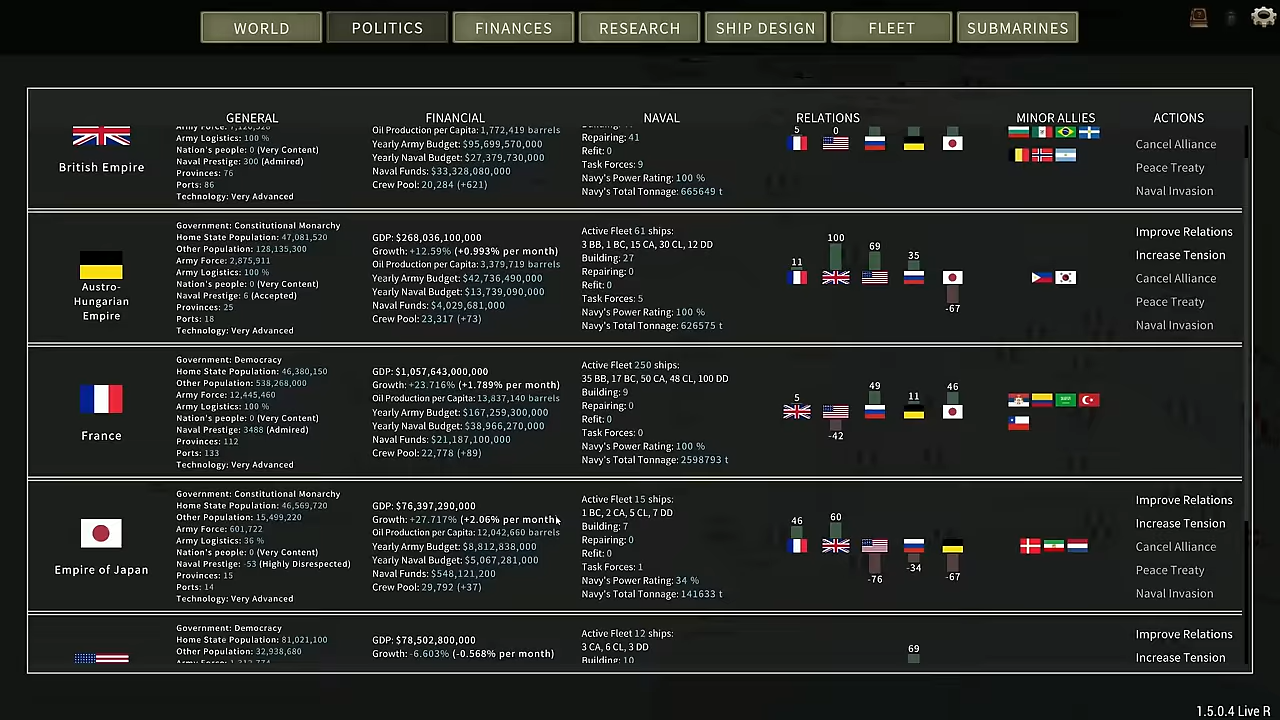 WORLD POLITICS FINANCES RESEARCH SHIP DESIGN FLEET SUBMARINES
GENERAL FINANCIAL NAVAL RELATIONS MINOR ALLIES ACTIONS
British Empire
Army Force: 7,120,528
Army Logistics: 100 %
Nation's people: 0 (Very Content)
Naval Prestige: 300 (Admired)
Provinces: 76
Ports: 86
Technology: Very Advanced
Oil Production per Capita: 1,772,419 barrels
Yearly Army Budget: $95,699,570,000
Yearly Naval Budget: $27,379,730,000
Naval Funds: $33,328,080,000
Crew Pool: 20,284 (+621)
Repairing: 41
Refit: 0
Task Forces: 9
Navy's Power Rating: 100 %
Navy's Total Tonnage: 665649 t
5 0
Cancel Alliance
Peace Treaty
Naval Invasion
Austro-
Hungarian
Empire
Government: Constitutional Monarchy
Home State Population: 47,081,520
Other Population: 128,135,300
Army Force: 2,875,911
Army Logistics: 100 %
Nation's people: 0 (Very Content)
Naval Prestige: 6 (Accepted)
Provinces: 25
Ports: 18
Technology: Very Advanced
GDP: $268,036,100,000
Growth: +12.59% (+0.993% per month)
Oil Production per Capita: 3,379,719 barrels
Yearly Army Budget: $42,736,490,000
Yearly Naval Budget: $13,739,090,000
Naval Funds: $4,029,681,000
Crew Pool: 23,317 (+73)
Active Fleet 61 ships:
3 BB, 1 BC, 15 CA, 30 CL, 12 DD
Building: 27
Repairing: 0
Refit: 0
Task Forces: 5
Navy's Power Rating: 100 %
Navy's Total Tonnage: 626575 t
11 100 69 35
-67
Improve Relations
Increase Tension
Cancel Alliance
Peace Treaty
Naval Invasion
France
Government: Democracy
Home State Population: 46,380,150
Other Population: 538,268,000
Army Force: 12,445,460
Army Logistics: 100 %
Nation's people: 0 (Very Content)
Naval Prestige: 3488 (Admired)
Provinces: 112
Ports: 133
Technology: Very Advanced
GDP: $1,057,643,000,000
Growth: +23.716% (+1.789% per month)
Oil Production per Capita: 13,837,140 barrels
Yearly Army Budget: $167,259,300,000
Yearly Naval Budget: $38,966,270,000
Naval Funds: $21,187,100,000
Crew Pool: 22,778 (+89)
Active Fleet 250 ships:
35 BB, 17 BC, 50 CA, 48 CL, 100 DD
Building: 9
Repairing: 0
Refit: 0
Task Forces: 0
Navy's Power Rating: 100 %
Navy's Total Tonnage: 2598793 t
5 49 11 46
-42
Empire of Japan
Government: Constitutional Monarchy
Home State Population: 46,569,720
Other Population: 15,499,220
Army Force: 601,722
Army Logistics: 36 %
Nation's people: 0 (Very Content)
Naval Prestige: -53 (Highly Disrespected)
Provinces: 15
Ports: 14
Technology: Very Advanced
GDP: $76,397,290,000
Growth: +27.717% (+2.06% per month)
Oil Production per Capita: 12,042,660 barrels
Yearly Army Budget: $8,812,838,000
Yearly Naval Budget: $5,067,281,000
Naval Funds: $548,121,200
Crew Pool: 29,792 (+37)
Active Fleet 15 ships:
1 BC, 2 CA, 5 CL, 7 DD
Building: 7
Repairing: 0
Refit: 0
Task Forces: 1
Navy's Power Rating: 34 %
Navy's Total Tonnage: 141633 t
46 60
-76 -34 -67
Improve Relations
Increase Tension
Cancel Alliance
Peace Treaty
Naval Invasion
Government: Democracy
Home State Population: 81,021,100
Other Population: 32,938,680
GDP: $78,502,800,000
Growth: -6.603% (-0.568% per month)
Active Fleet 12 ships:
3 CA, 6 CL, 3 DD
Building: 10
69
Improve Relations
Increase Tension
1.5.0.4 Live R